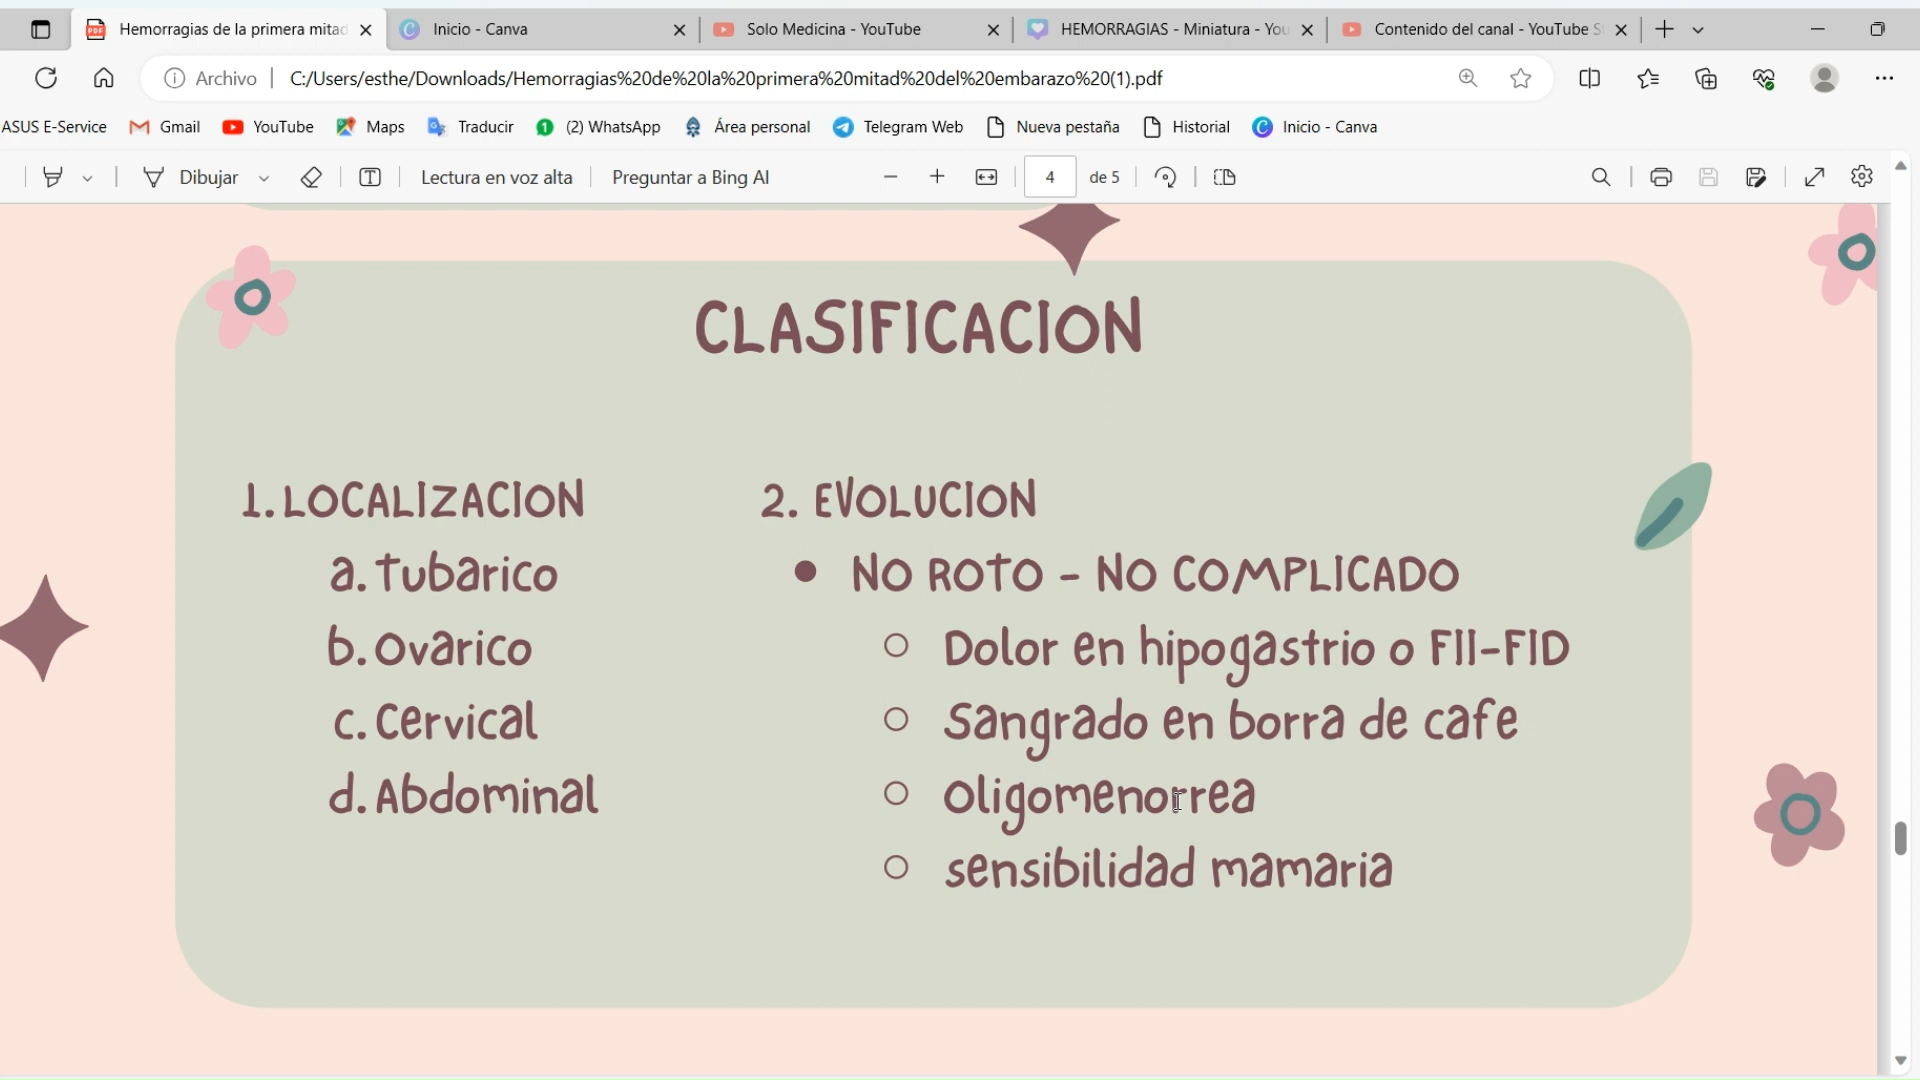 Hemorragias de la primera mitad
Inicio - Canva
Solo Medicina - YouTube
HEMORRAGIAS - Miniatura - You
Contenido del canal - YouTube S
Archivo
C:/Users/esthe/Downloads/Hemorragias%20de%20la%20primera%20mitad%20del%20embarazo%20(1).pdf
ASUS E-Service
Gmail
YouTube
Maps
Traducir
(2) WhatsApp
Área personal
Telegram Web
Nueva pestaña
Historial
Inicio - Canva
Dibujar
Lectura en voz alta
Preguntar a Bing AI
4
de 5
CLASIFICACION
1. LOCALIZACION
a. Tubarico
b. Ovarico
c. Cervical
d. Abdominal
2. EVOLUCION
NO ROTO - NO COMPLICADO
Dolor en hipogastrio o FII-FID
Sangrado en borra de cafe
Oligomenorrea
sensibilidad mamaria